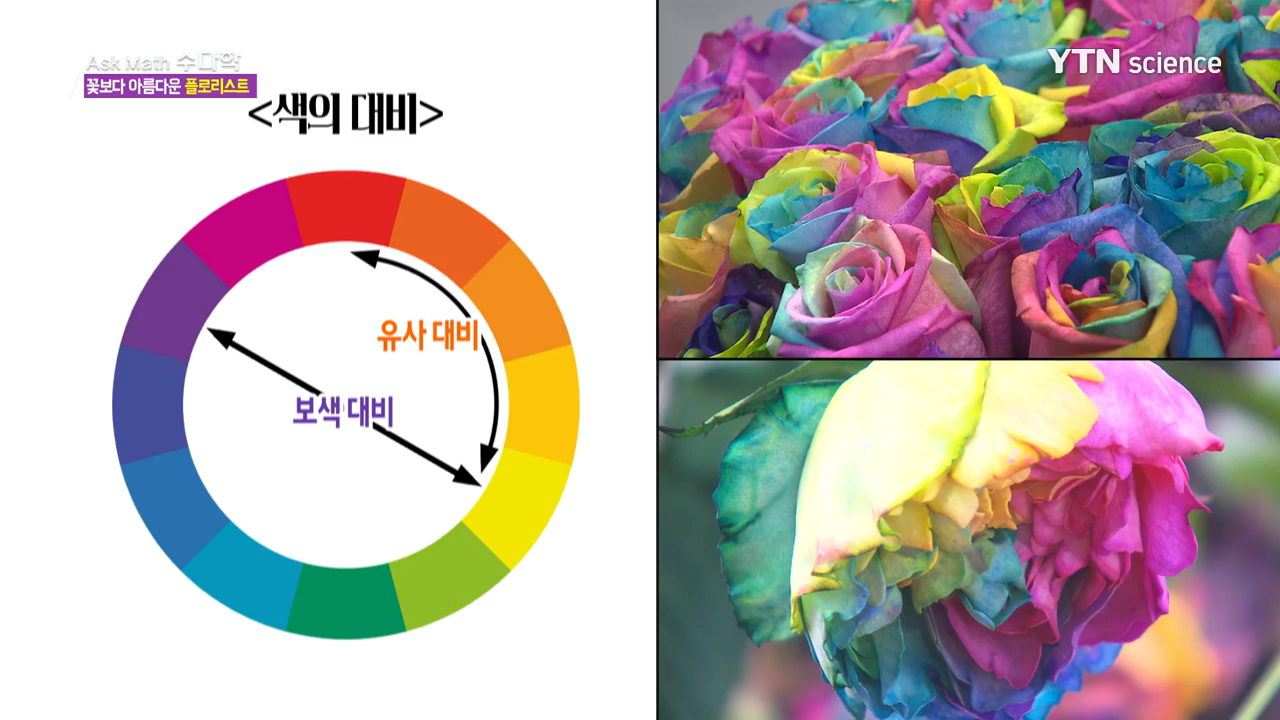 Ask Math 수다학
꽃보다 아름다운 플로리스트
YTN science
<색의 대비>
유사 대비
보색 대비